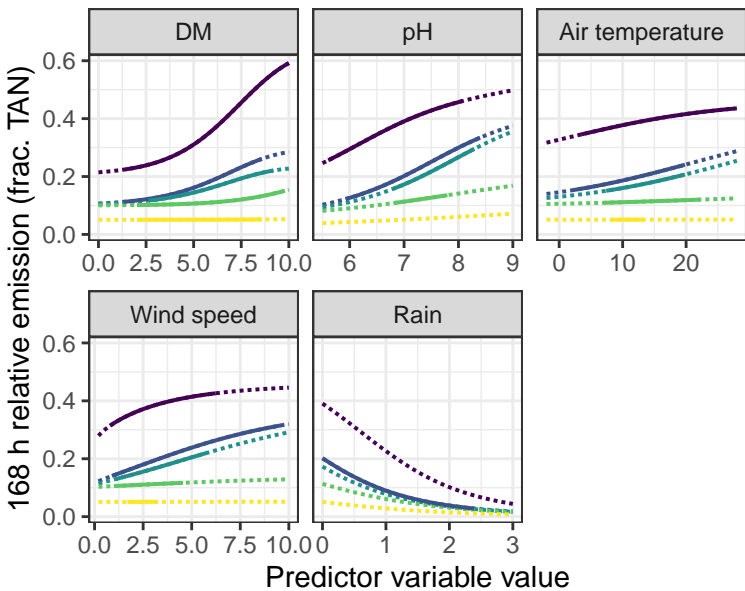 DM pH Air temperature
0.6
0.4
0.2
0.0
0.0 2.5 5.0 7.5 10.0 6 7 8 9 0 10 20
Wind speed Rain
0.6
0.4
0.2
0.0
0.0 2.5 5.0 7.5 10.0 0 1 2 3
168 h relative emission (frac. TAN)
Predictor variable value